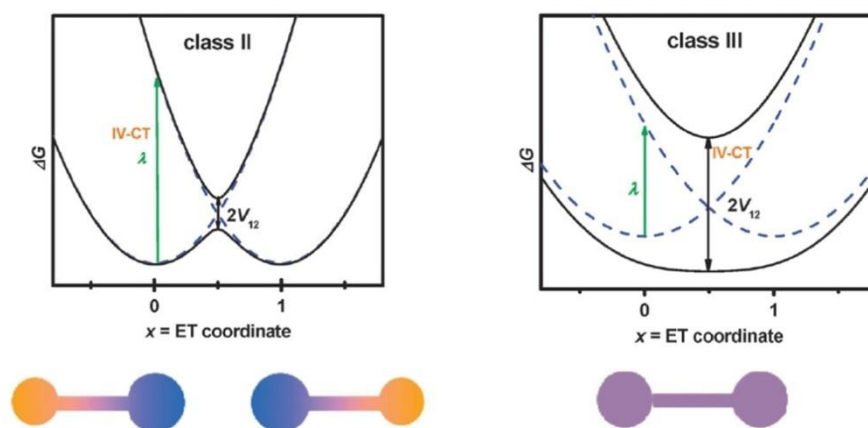 class II
IV-CT
λ
ΔG
2V12
0
1
x = ET coordinate
class III
IV-CT
λ
ΔG
2V12
0
1
x = ET coordinate